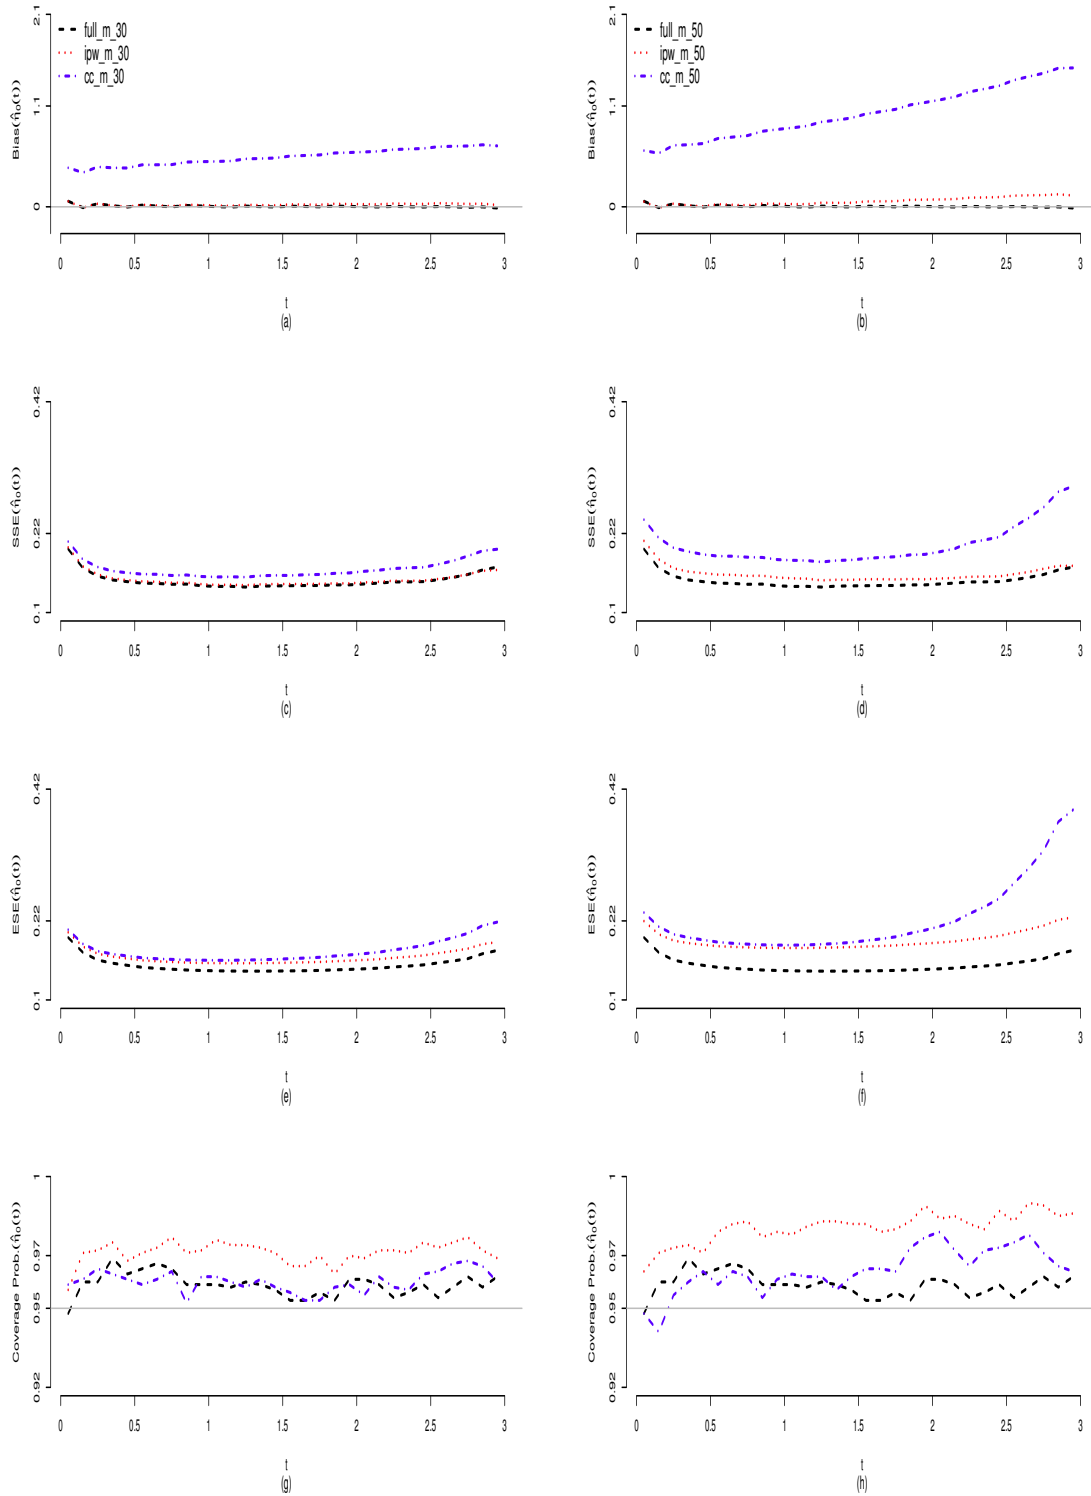 2.1
1.1
0
Bias(η̂₀(t))
full_m_30
ipw_m_30
cc_m_30
0 0.5 1 1.5 2 2.5 3
t
(a)
2.1
1.1
0
Bias(η̂₀(t))
full_m_50
ipw_m_50
cc_m_50
0 0.5 1 1.5 2 2.5 3
t
(b)
0.42
0.22
0.1
SSE(η̂₀(t))
0 0.5 1 1.5 2 2.5 3
t
(c)
0.42
0.22
0.1
SSE(η̂₀(t))
0 0.5 1 1.5 2 2.5 3
t
(d)
0.42
0.22
0.1
ESE(η̂₀(t))
0 0.5 1 1.5 2 2.5 3
t
(e)
0.42
0.22
0.1
ESE(η̂₀(t))
0 0.5 1 1.5 2 2.5 3
t
(f)
1
0.97
0.95
0.92
Coverage Prob.(η̂₀(t))
0 0.5 1 1.5 2 2.5 3
t
(g)
1
0.97
0.95
0.92
Coverage Prob.(η̂₀(t))
0 0.5 1 1.5 2 2.5 3
t
(h)